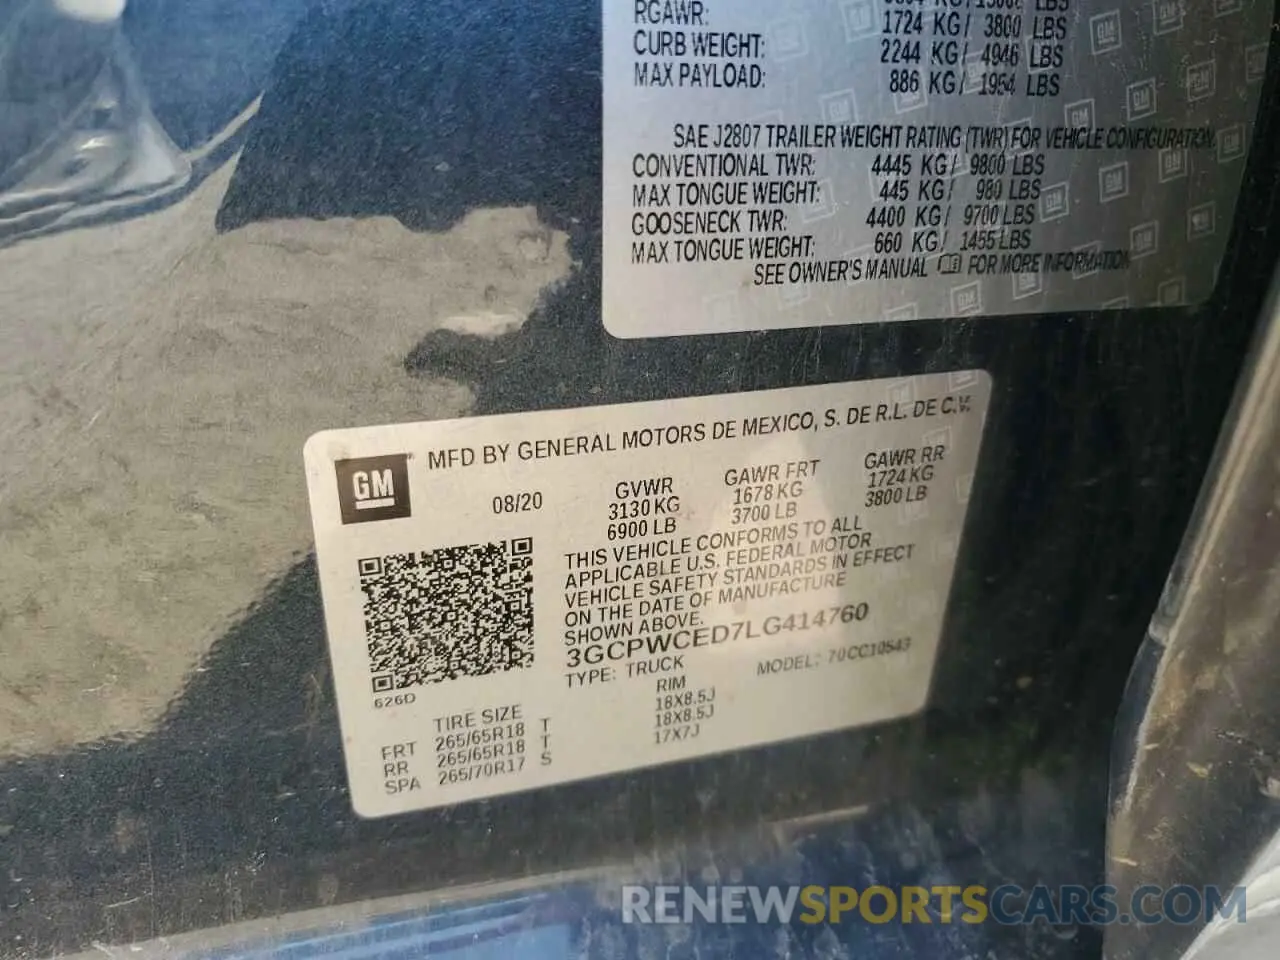 RGAWR: 1724 KG/ 3800 LBS
CURB WEIGHT: 2244 KG/ 4946 LBS
MAX PAYLOAD: 886 KG/ 1954 LBS
SAE J2807 TRAILER WEIGHT RATING (TWR) FOR VEHICLE CONFIGURATION.
CONVENTIONAL TWR: 4445 KG/ 9800 LBS
MAX TONGUE WEIGHT: 445 KG/ 980 LBS
GOOSENECK TWR: 4400 KG/ 9700 LBS
MAX TONGUE WEIGHT: 660 KG/ 1455 LBS
SEE OWNER'S MANUAL FOR MORE INFORMATION
GM
MFD BY GENERAL MOTORS DE MEXICO, S. DE R.L. DE C.V.
08/20
GVWR GAWR FRT GAWR RR
3130 KG 1678 KG 1724 KG
6900 LB 3700 LB 3800 LB
THIS VEHICLE CONFORMS TO ALL
APPLICABLE U.S. FEDERAL MOTOR
VEHICLE SAFETY STANDARDS IN EFFECT
ON THE DATE OF MANUFACTURE
SHOWN ABOVE.
3GCPWCED7LG414760
TYPE: TRUCK MODEL: 70CC10543
626D
TIRE SIZE RIM
FRT 265/65R18 T 18X8.5J
RR 265/65R18 T 18X8.5J
SPA 265/70R17 S 17X7J
RENEWSPORTSCARS.COM